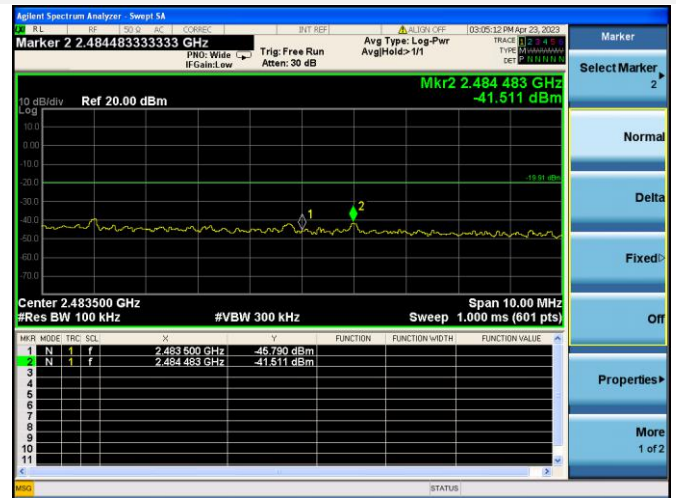 Agilent Spectrum Analyzer - Swept SA
RL RF 50 Ω AC CORREC INT REF ALIGN OFF 03:05:12 PM Apr 23, 2023
Marker 2 2.484483333333 GHz
PNO: Wide
IFGain:Low
Trig: Free Run
Atten: 30 dB
Avg Type: Log-Pwr
Avg|Hold:>1/1
TRACE 1 2 3 4 5 6
TYPE
DET P N N N N N
Mkr2 2.484 483 GHz
-41.511 dBm
10 dB/div Ref 20.00 dBm
Log
10.0
0.00
-10.0
-19.91 dBm
-20.0
-30.0
-40.0
1
2
-50.0
-60.0
-70.0
Center 2.483500 GHz Span 10.00 MHz
#Res BW 100 kHz #VBW 300 kHz Sweep 1.000 ms (601 pts)
MKR MODE TRC SCL X Y FUNCTION FUNCTION WIDTH FUNCTION VALUE
1 N 1 f 2.483 500 GHz -45.790 dBm
2 N 1 f 2.484 483 GHz -41.511 dBm
3
4
5
6
7
8
9
10
11
MSG STATUS
Marker
Select Marker
2
Normal
Delta
Fixed
Off
Properties
More
1 of 2